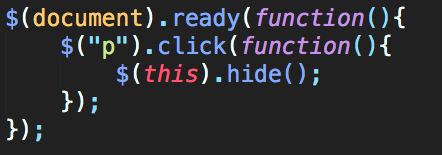 $(document).ready(function(){
    $("p").click(function(){
        $(this).hide();
    });
});